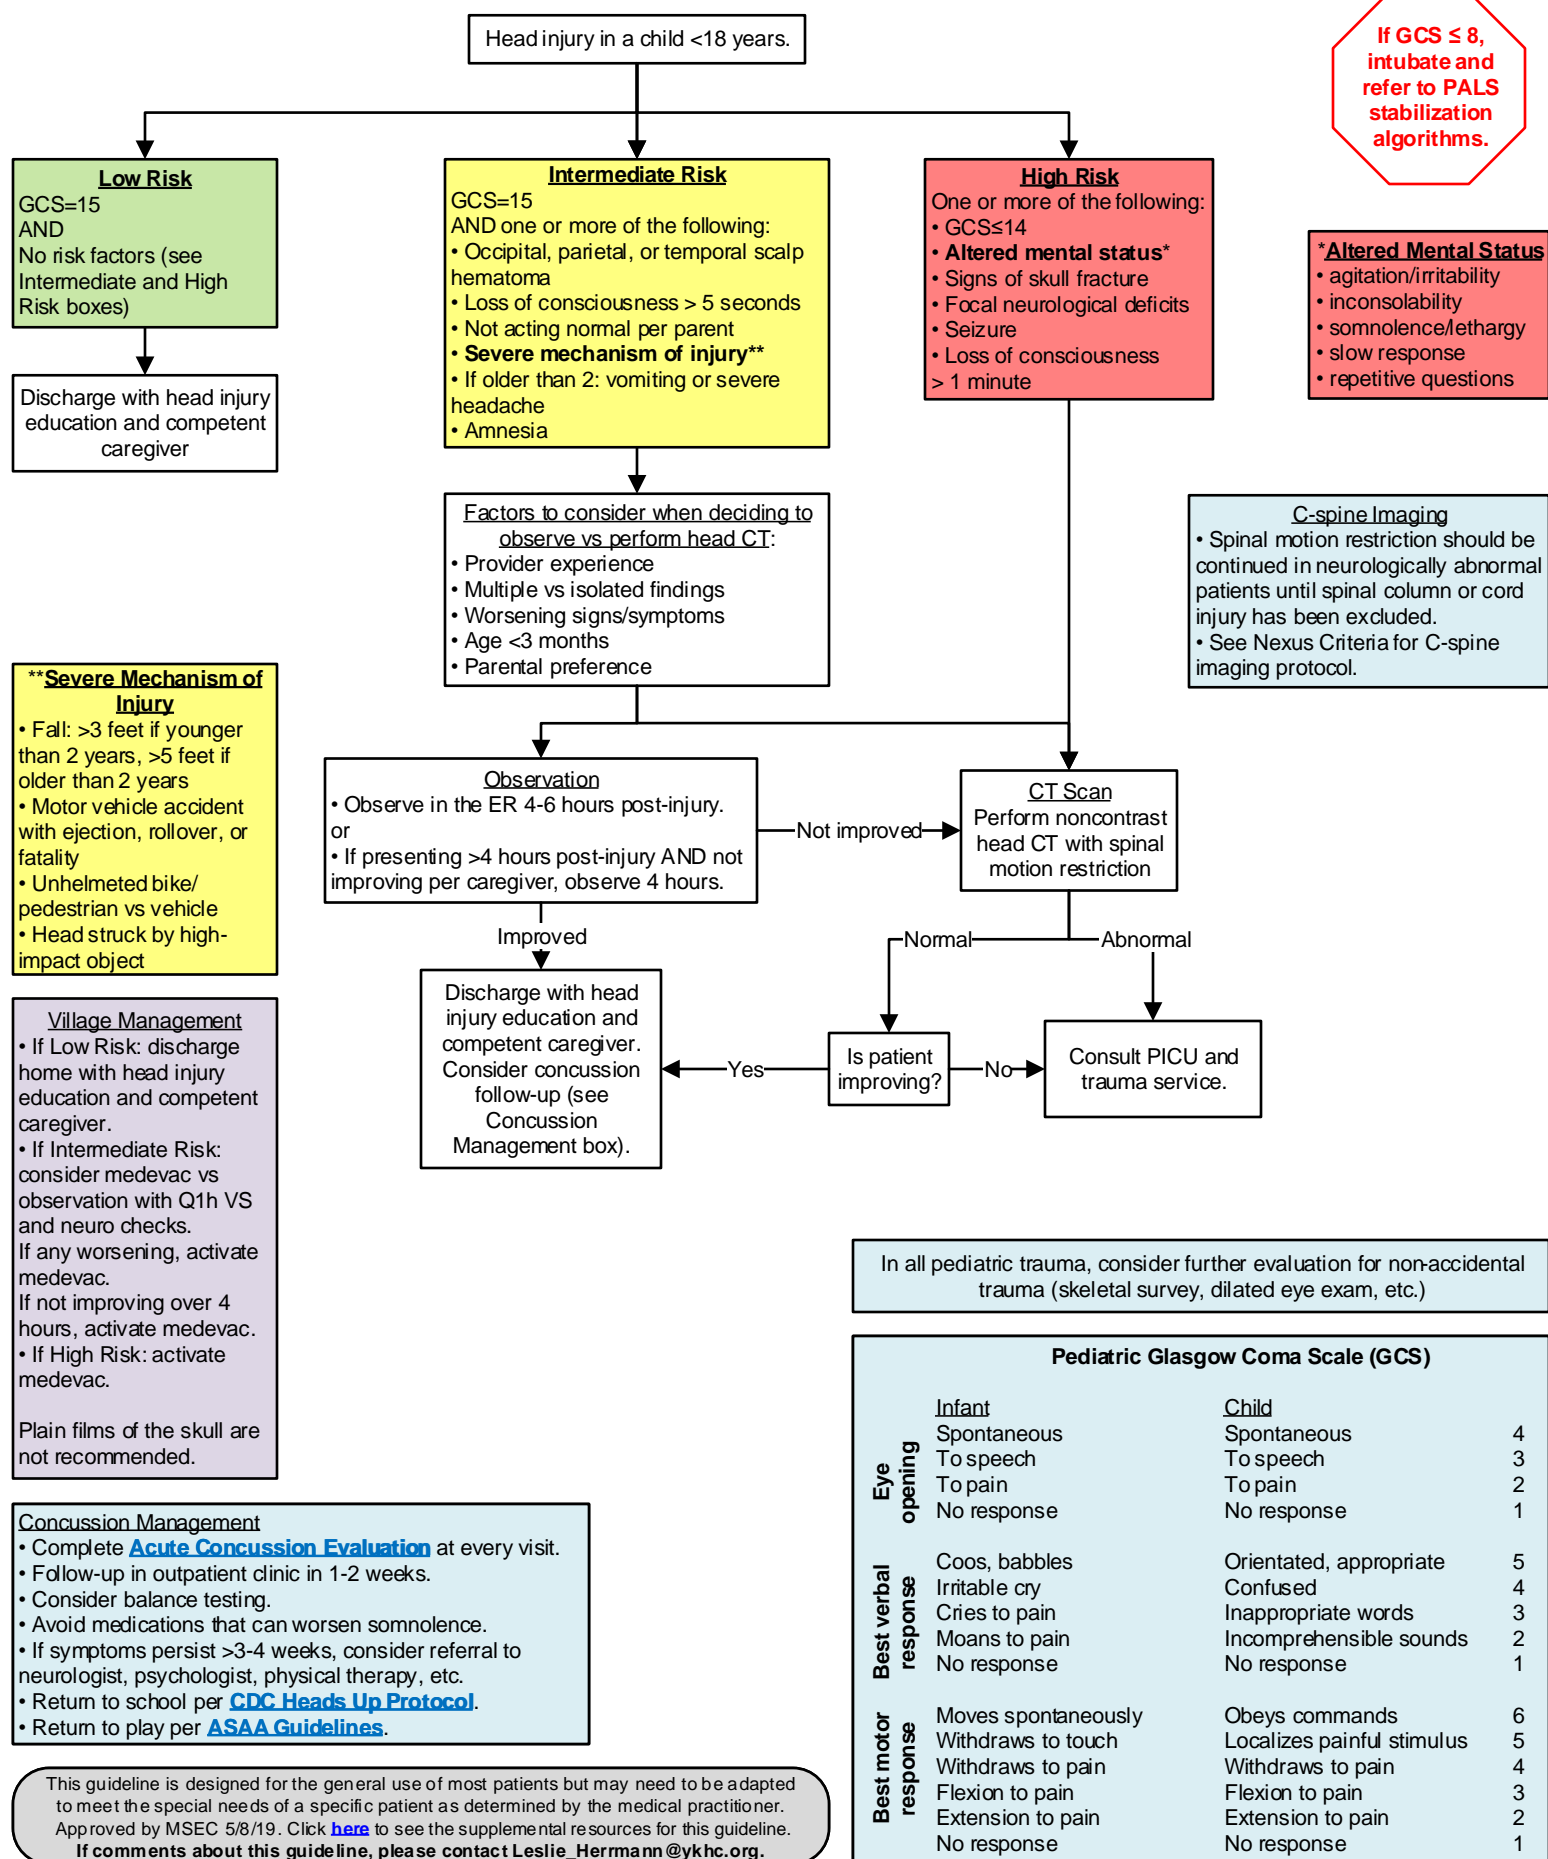 Head injury in a child <18 years.
If GCS ≤ 8,
intubate and
refer to PALS
stabilization
algorithms.
Low Risk
GCS=15
AND
No risk factors (see
Intermediate and High
Risk boxes)
Discharge with head injury
education and competent
caregiver
Intermediate Risk
GCS=15
AND one or more of the following:
• Occipital, parietal, or temporal scalp
hematoma
• Loss of consciousness > 5 seconds
• Not acting normal per parent
• Severe mechanism of injury**
• If older than 2: vomiting or severe
headache
• Amnesia
High Risk
One or more of the following:
• GCS≤14
• Altered mental status*
• Signs of skull fracture
• Focal neurological deficits
• Seizure
• Loss of consciousness
> 1 minute
*Altered Mental Status
• agitation/irritability
• inconsolability
• somnolence/lethargy
• slow response
• repetitive questions
Factors to consider when deciding to
observe vs perform head CT:
• Provider experience
• Multiple vs isolated findings
• Worsening signs/symptoms
• Age <3 months
• Parental preference
C-spine Imaging
• Spinal motion restriction should be
continued in neurologically abnormal
patients until spinal column or cord
injury has been excluded.
• See Nexus Criteria for C-spine
imaging protocol.
**Severe Mechanism of
Injury
• Fall: >3 feet if younger
than 2 years, >5 feet if
older than 2 years
• Motor vehicle accident
with ejection, rollover, or
fatality
• Unhelmeted bike/
pedestrian vs vehicle
• Head struck by high-
impact object
Observation
• Observe in the ER 4-6 hours post-injury.
or
• If presenting >4 hours post-injury AND not
improving per caregiver, observe 4 hours.
Not improved
CT Scan
Perform noncontrast
head CT with spinal
motion restriction
Improved
Normal
Abnormal
Discharge with head
injury education and
competent caregiver.
Consider concussion
follow-up (see
Concussion
Management box).
Yes
Is patient
improving?
No
Consult PICU and
trauma service.
Village Management
• If Low Risk: discharge
home with head injury
education and competent
caregiver.
• If Intermediate Risk:
consider medevac vs
observation with Q1h VS
and neuro checks.
If any worsening, activate
medevac.
If not improving over 4
hours, activate medevac.
• If High Risk: activate
medevac.
Plain films of the skull are
not recommended.
In all pediatric trauma, consider further evaluation for non-accidental
trauma (skeletal survey, dilated eye exam, etc.)
Concussion Management
• Complete Acute Concussion Evaluation at every visit.
• Follow-up in outpatient clinic in 1-2 weeks.
• Consider balance testing.
• Avoid medications that can worsen somnolence.
• If symptoms persist >3-4 weeks, consider referral to
neurologist, psychologist, physical therapy, etc.
• Return to school per CDC Heads Up Protocol.
• Return to play per ASAA Guidelines.
Pediatric Glasgow Coma Scale (GCS)
Infant Child
Eye
opening
Spontaneous Spontaneous 4
To speech To speech 3
To pain To pain 2
No response No response 1
Best verbal
response
Coos, babbles Orientated, appropriate 5
Irritable cry Confused 4
Cries to pain Inappropriate words 3
Moans to pain Incomprehensible sounds 2
No response No response 1
Best motor
response
Moves spontaneously Obeys commands 6
Withdraws to touch Localizes painful stimulus 5
Withdraws to pain Withdraws to pain 4
Flexion to pain Flexion to pain 3
Extension to pain Extension to pain 2
No response No response 1
This guideline is designed for the general use of most patients but may need to be adapted
to meet the special needs of a specific patient as determined by the medical practitioner.
Approved by MSEC 5/8/19. Click here to see the supplemental resources for this guideline.
If comments about this guideline, please contact Leslie_Herrmann@ykhc.org.